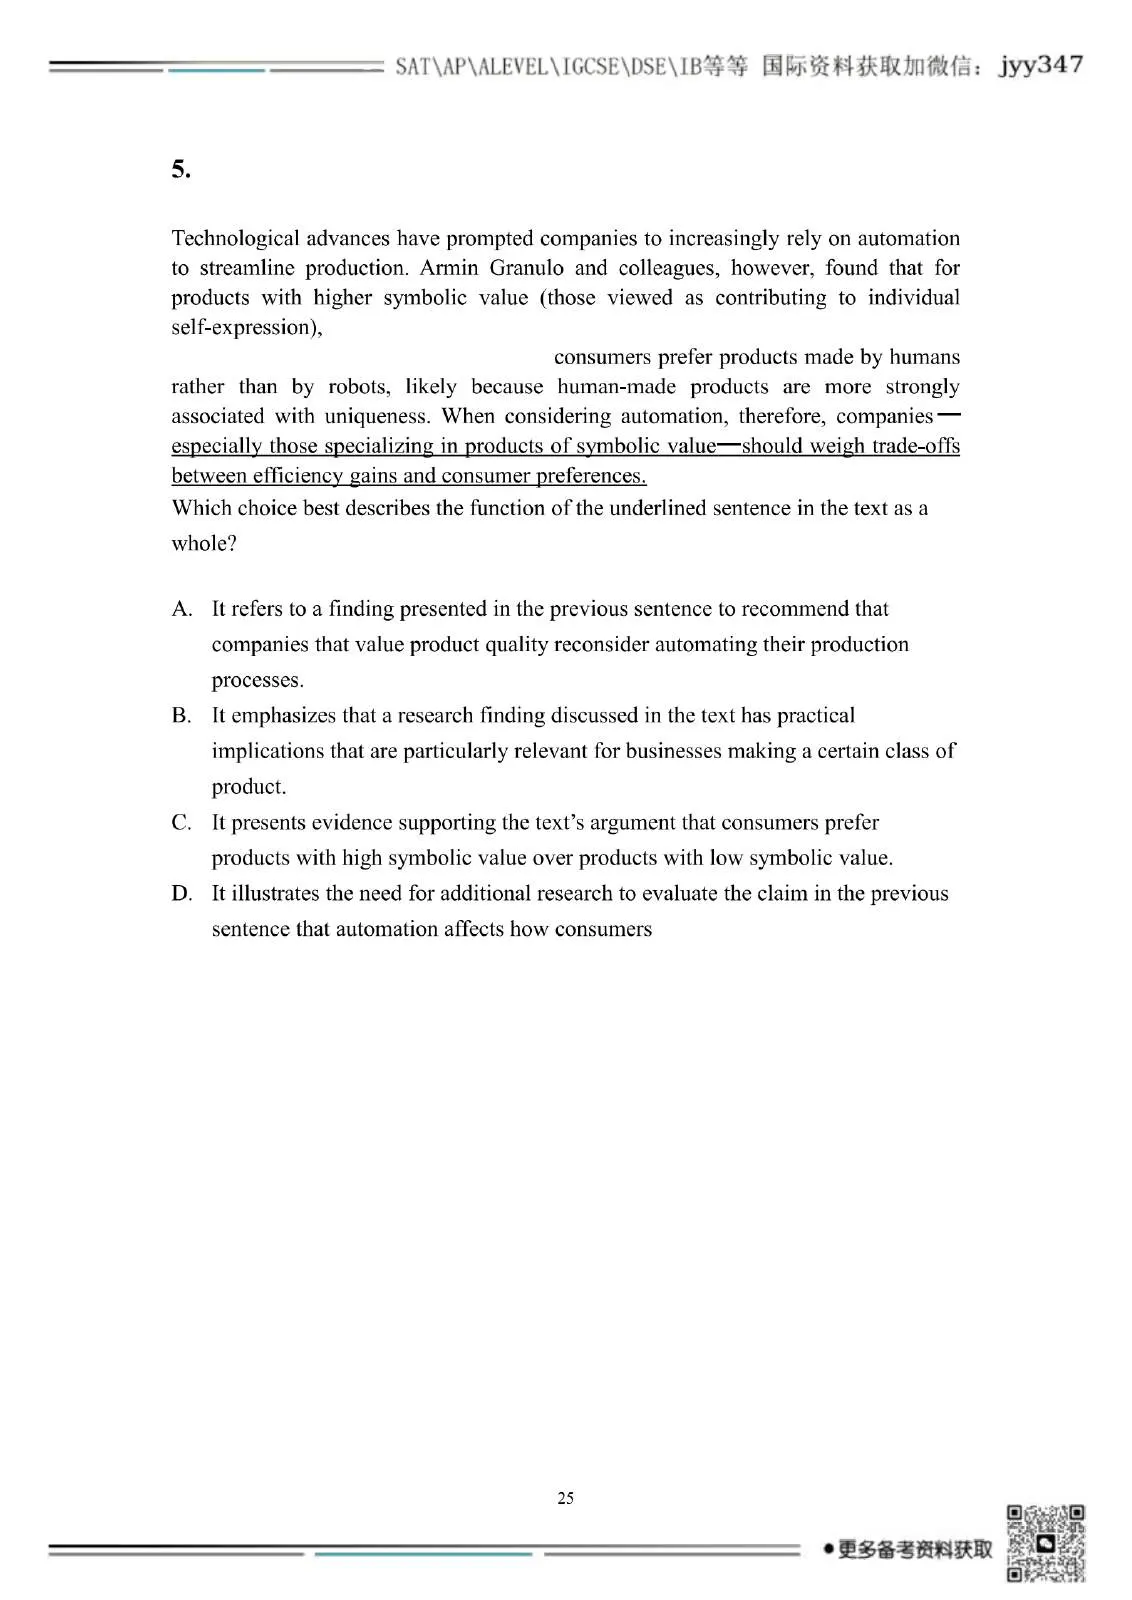 SAT\AP\ALEVEL\IGCSE\DSE\IB等等 国际资料获取加微信: jyy347
5.
Technological advances have prompted companies to increasingly rely on automation
to streamline production. Armin Granulo and colleagues, however, found that for
products with higher symbolic value (those viewed as contributing to individual
self-expression),
consumers prefer products made by humans
rather than by robots, likely because human-made products are more strongly
associated with uniqueness. When considering automation, therefore, companies—
especially those specializing in products of symbolic value—should weigh trade-offs
between efficiency gains and consumer preferences.
Which choice best describes the function of the underlined sentence in the text as a
whole?
A. It refers to a finding presented in the previous sentence to recommend that
companies that value product quality reconsider automating their production
processes.
B. It emphasizes that a research finding discussed in the text has practical
implications that are particularly relevant for businesses making a certain class of
product.
C. It presents evidence supporting the text’s argument that consumers prefer
products with high symbolic value over products with low symbolic value.
D. It illustrates the need for additional research to evaluate the claim in the previous
sentence that automation affects how consumers
25
●更多备考资料获取